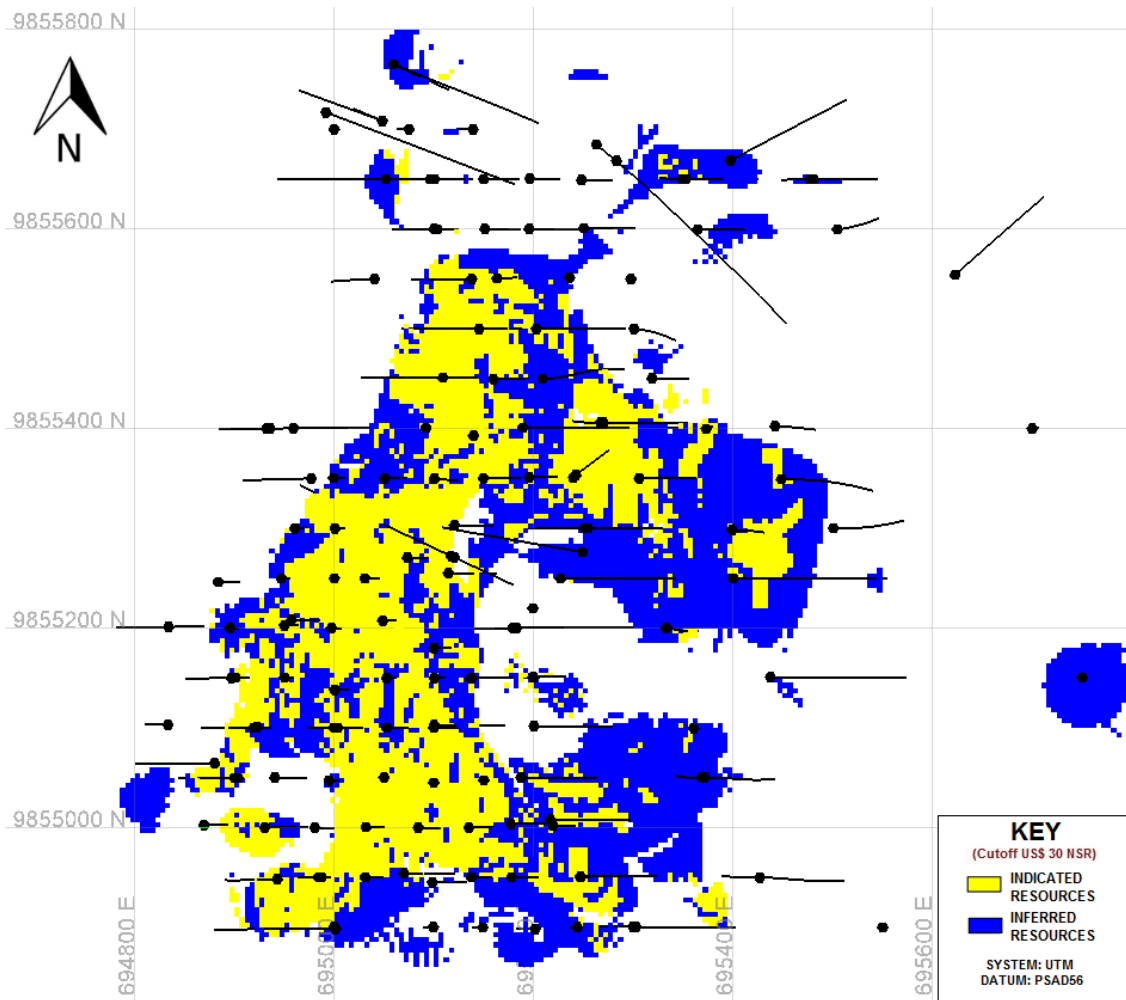 9855800 N
N
9855600 N
9855400 N
9855200 N
9855000 N
694800 E
695000 E
695400 E
695600 E
KEY
(Cutoff US$ 30 NSR)
INDICATED
RESOURCES
INFERRED
RESOURCES
SYSTEM: UTM
DATUM: PSAD56